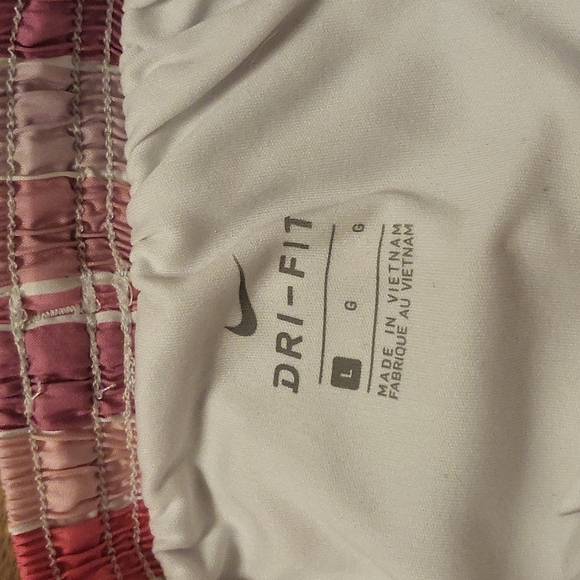 DRI-FIT
L G G
MADE IN VIETNAM
FABRIQUE AU VIETNAM